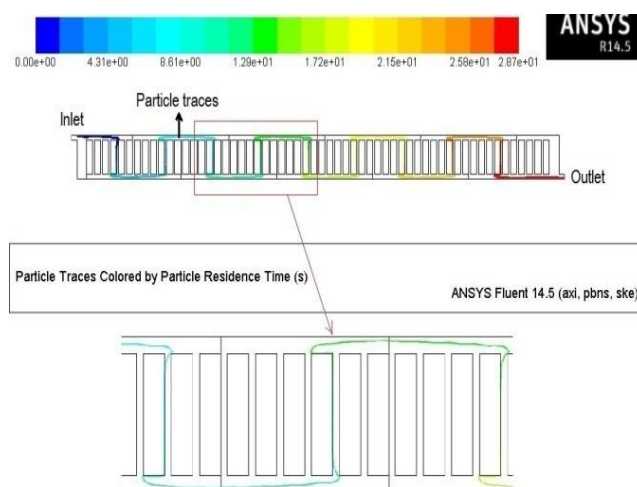 ANSYS
R14.5
0.00e+00 4.31e+00 8.61e+00 1.29e+01 1.72e+01 2.15e+01 2.58e+01 2.87e+01
Particle traces
Inlet
Outlet
Particle Traces Colored by Particle Residence Time (s)
ANSYS Fluent 14.5 (axi, pbns, ske)